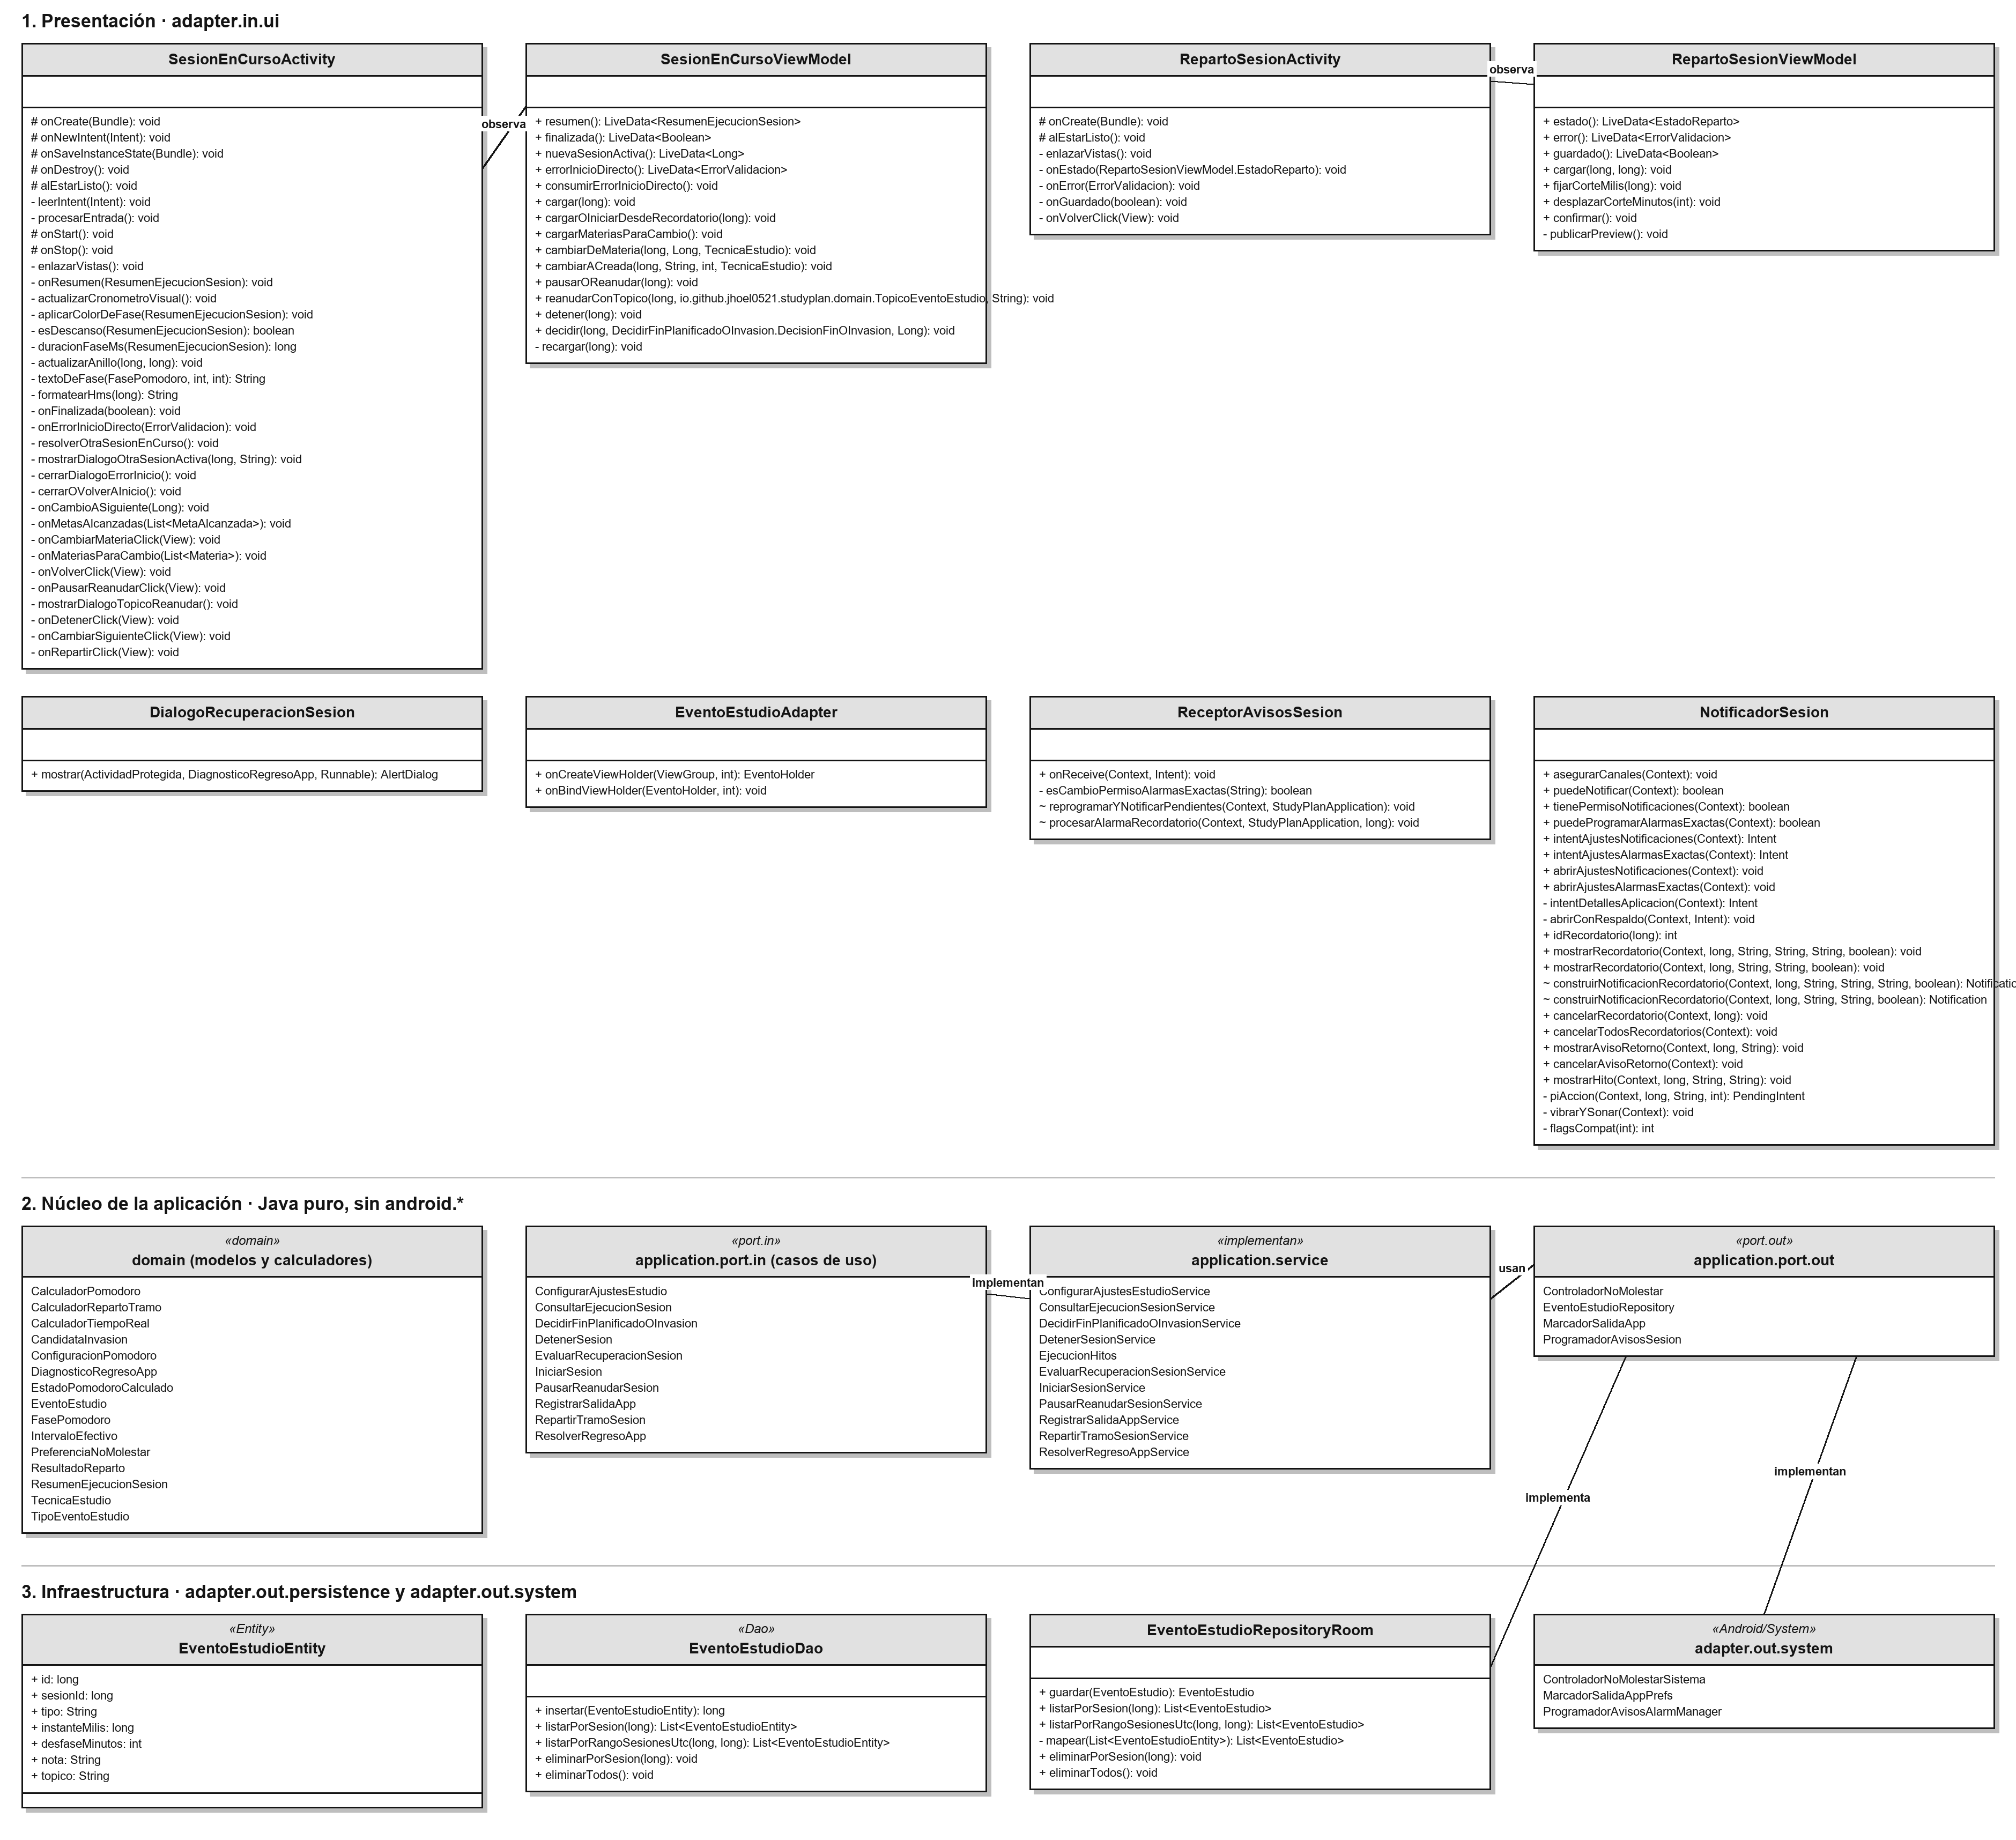 1. Presentación · adapter.in.ui
SesionEnCursoActivity
# onCreate(Bundle): void
# onNewIntent(Intent): void
# onSaveInstanceState(Bundle): void
# onDestroy(): void
# alEstarListo(): void
- leerIntent(Intent): void
- procesarEntrada(): void
# onStart(): void
# onStop(): void
- enlazarVistas(): void
- onResumen(ResumenEjecucionSesion): void
- actualizarCronometroVisual(): void
- aplicarColorDeFase(ResumenEjecucionSesion): void
- esDescanso(ResumenEjecucionSesion): boolean
- duracionFaseMs(ResumenEjecucionSesion): long
- actualizarAnillo(long, long): void
- textoDeFase(FasePomodoro, int, int): String
- formatearHms(long): String
- onFinalizada(boolean): void
- onErrorInicioDirecto(ErrorValidacion): void
- resolverOtraSesionEnCurso(): void
- mostrarDialogoOtraSesionActiva(long, String): void
- cerrarDialogoErrorInicio(): void
- cerrarOVolverAInicio(): void
- onCambioASiguiente(Long): void
- onMetasAlcanzadas(List<MetaAlcanzada>): void
- onCambiarMateriaClick(View): void
- onMateriasParaCambio(List<Materia>): void
- onVolverClick(View): void
- onPausarReanudarClick(View): void
- mostrarDialogoTopicoReanudar(): void
- onDetenerClick(View): void
- onCambiarSiguienteClick(View): void
- onRepartirClick(View): void
observa
SesionEnCursoViewModel
+ resumen(): LiveData<ResumenEjecucionSesion>
+ finalizada(): LiveData<Boolean>
+ nuevaSesionActiva(): LiveData<Long>
+ errorInicioDirecto(): LiveData<ErrorValidacion>
+ consumirErrorInicioDirecto(): void
+ cargar(long): void
+ cargarOIniciarDesdeRecordatorio(long): void
+ cargarMateriasParaCambio(): void
+ cambiarDeMateria(long, Long, TecnicaEstudio): void
+ cambiarACreada(long, String, int, TecnicaEstudio): void
+ pausarOReanudar(long): void
+ reanudarConTopico(long, io.github.jhoel0521.studyplan.domain.TopicoEventoEstudio, String): void
+ detener(long): void
+ decidir(long, DecidirFinPlanificadoOInvasion.DecisionFinOInvasion, Long): void
- recargar(long): void
RepartoSesionActivity
# onCreate(Bundle): void
# alEstarListo(): void
- enlazarVistas(): void
- onEstado(RepartoSesionViewModel.EstadoReparto): void
- onError(ErrorValidacion): void
- onGuardado(boolean): void
- onVolverClick(View): void
observa
RepartoSesionViewModel
+ estado(): LiveData<EstadoReparto>
+ error(): LiveData<ErrorValidacion>
+ guardado(): LiveData<Boolean>
+ cargar(long, long): void
+ fijarCorteMilis(long): void
+ desplazarCorteMinutos(int): void
+ confirmar(): void
- publicarPreview(): void
DialogoRecuperacionSesion
+ mostrar(ActividadProtegida, DiagnosticoRegresoApp, Runnable): AlertDialog
EventoEstudioAdapter
+ onCreateViewHolder(ViewGroup, int): EventoHolder
+ onBindViewHolder(EventoHolder, int): void
ReceptorAvisosSesion
+ onReceive(Context, Intent): void
- esCambioPermisoAlarmasExactas(String): boolean
~ reprogramarYNotificarPendientes(Context, StudyPlanApplication): void
~ procesarAlarmaRecordatorio(Context, StudyPlanApplication, long): void
NotificadorSesion
+ asegurarCanales(Context): void
+ puedeNotificar(Context): boolean
+ tienePermisoNotificaciones(Context): boolean
+ puedeProgramarAlarmasExactas(Context): boolean
+ intentAjustesNotificaciones(Context): Intent
+ intentAjustesAlarmasExactas(Context): Intent
+ abrirAjustesNotificaciones(Context): void
+ abrirAjustesAlarmasExactas(Context): void
- intentDetallesAplicacion(Context): Intent
- abrirConRespaldo(Context, Intent): void
+ idRecordatorio(long): int
+ mostrarRecordatorio(Context, long, String, String, String, boolean): void
+ mostrarRecordatorio(Context, long, String, String, boolean): void
~ construirNotificacionRecordatorio(Context, long, String, String, String, boolean): Notificatio
~ construirNotificacionRecordatorio(Context, long, String, String, boolean): Notification
+ cancelarRecordatorio(Context, long): void
+ cancelarTodosRecordatorios(Context): void
+ mostrarAvisoRetorno(Context, long, String): void
+ cancelarAvisoRetorno(Context): void
+ mostrarHito(Context, long, String, String): void
- piAccion(Context, long, String, int): PendingIntent
- vibrarYSonar(Context): void
- flagsCompat(int): int
2. Núcleo de la aplicación · Java puro, sin android.*
«domain»
domain (modelos y calculadores)
CalculadorPomodoro
CalculadorRepartoTramo
CalculadorTiempoReal
CandidataInvasion
ConfiguracionPomodoro
DiagnosticoRegresoApp
EstadoPomodoroCalculado
EventoEstudio
FasePomodoro
IntervaloEfectivo
PreferenciaNoMolestar
ResultadoReparto
ResumenEjecucionSesion
TecnicaEstudio
TipoEventoEstudio
«port.in»
application.port.in (casos de uso)
ConfigurarAjustesEstudio
ConsultarEjecucionSesion
DecidirFinPlanificadoOInvasion
DetenerSesion
EvaluarRecuperacionSesion
IniciarSesion
PausarReanudarSesion
RegistrarSalidaApp
RepartirTramoSesion
ResolverRegresoApp
implementan
«implementan»
application.service
ConfigurarAjustesEstudioService
ConsultarEjecucionSesionService
DecidirFinPlanificadoOInvasionService
DetenerSesionService
EjecucionHitos
EvaluarRecuperacionSesionService
IniciarSesionService
PausarReanudarSesionService
RegistrarSalidaAppService
RepartirTramoSesionService
ResolverRegresoAppService
usan
«port.out»
application.port.out
ControladorNoMolestar
EventoEstudioRepository
MarcadorSalidaApp
ProgramadorAvisosSesion
implementan
implementa
3. Infraestructura · adapter.out.persistence y adapter.out.system
«Entity»
EventoEstudioEntity
+ id: long
+ sesionId: long
+ tipo: String
+ instanteMilis: long
+ desfaseMinutos: int
+ nota: String
+ topico: String
«Dao»
EventoEstudioDao
+ insertar(EventoEstudioEntity): long
+ listarPorSesion(long): List<EventoEstudioEntity>
+ listarPorRangoSesionesUtc(long, long): List<EventoEstudioEntity>
+ eliminarPorSesion(long): void
+ eliminarTodos(): void
EventoEstudioRepositoryRoom
+ guardar(EventoEstudio): EventoEstudio
+ listarPorSesion(long): List<EventoEstudio>
+ listarPorRangoSesionesUtc(long, long): List<EventoEstudio>
- mapear(List<EventoEstudioEntity>): List<EventoEstudio>
+ eliminarPorSesion(long): void
+ eliminarTodos(): void
«Android/System»
adapter.out.system
ControladorNoMolestarSistema
MarcadorSalidaAppPrefs
ProgramadorAvisosAlarmManager